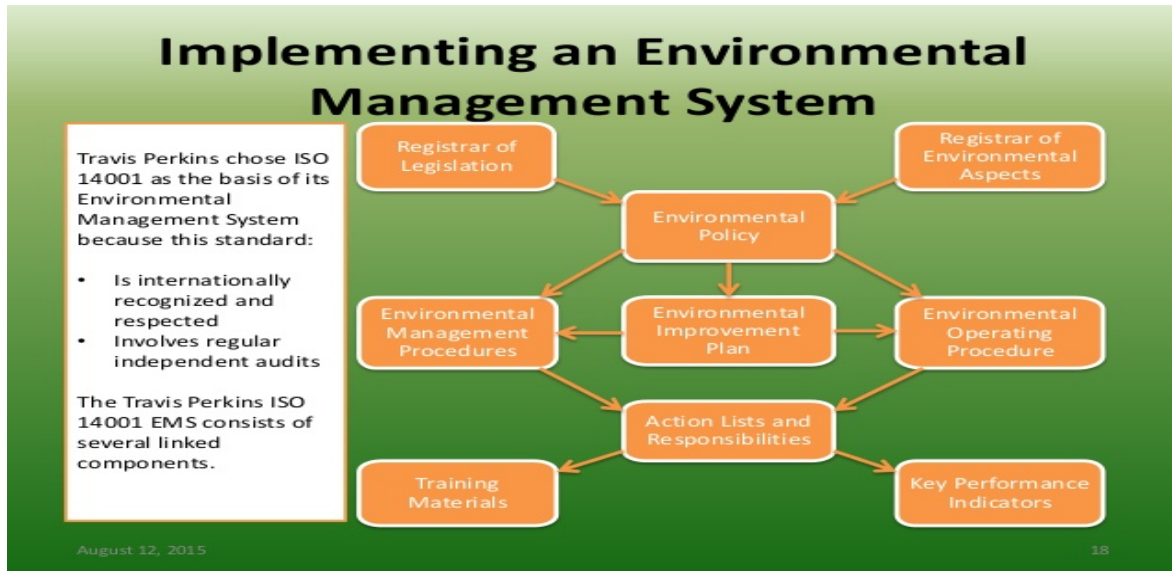 Implementing an Environmental
Management System
Travis Perkins chose ISO
14001 as the basis of its
Environmental
Management System
because this standard:
• Is internationally
recognized and
respected
• Involves regular
independent audits
The Travis Perkins ISO
14001 EMS consists of
several linked
components.
Registrar of
Legislation
Registrar of
Environmental
Aspects
Environmental
Policy
Environmental
Management
Procedures
Environmental
Improvement
Plan
Environmental
Operating
Procedure
Action Lists and
Responsibilities
Training
Materials
Key Performance
Indicators
August 12, 2015
18